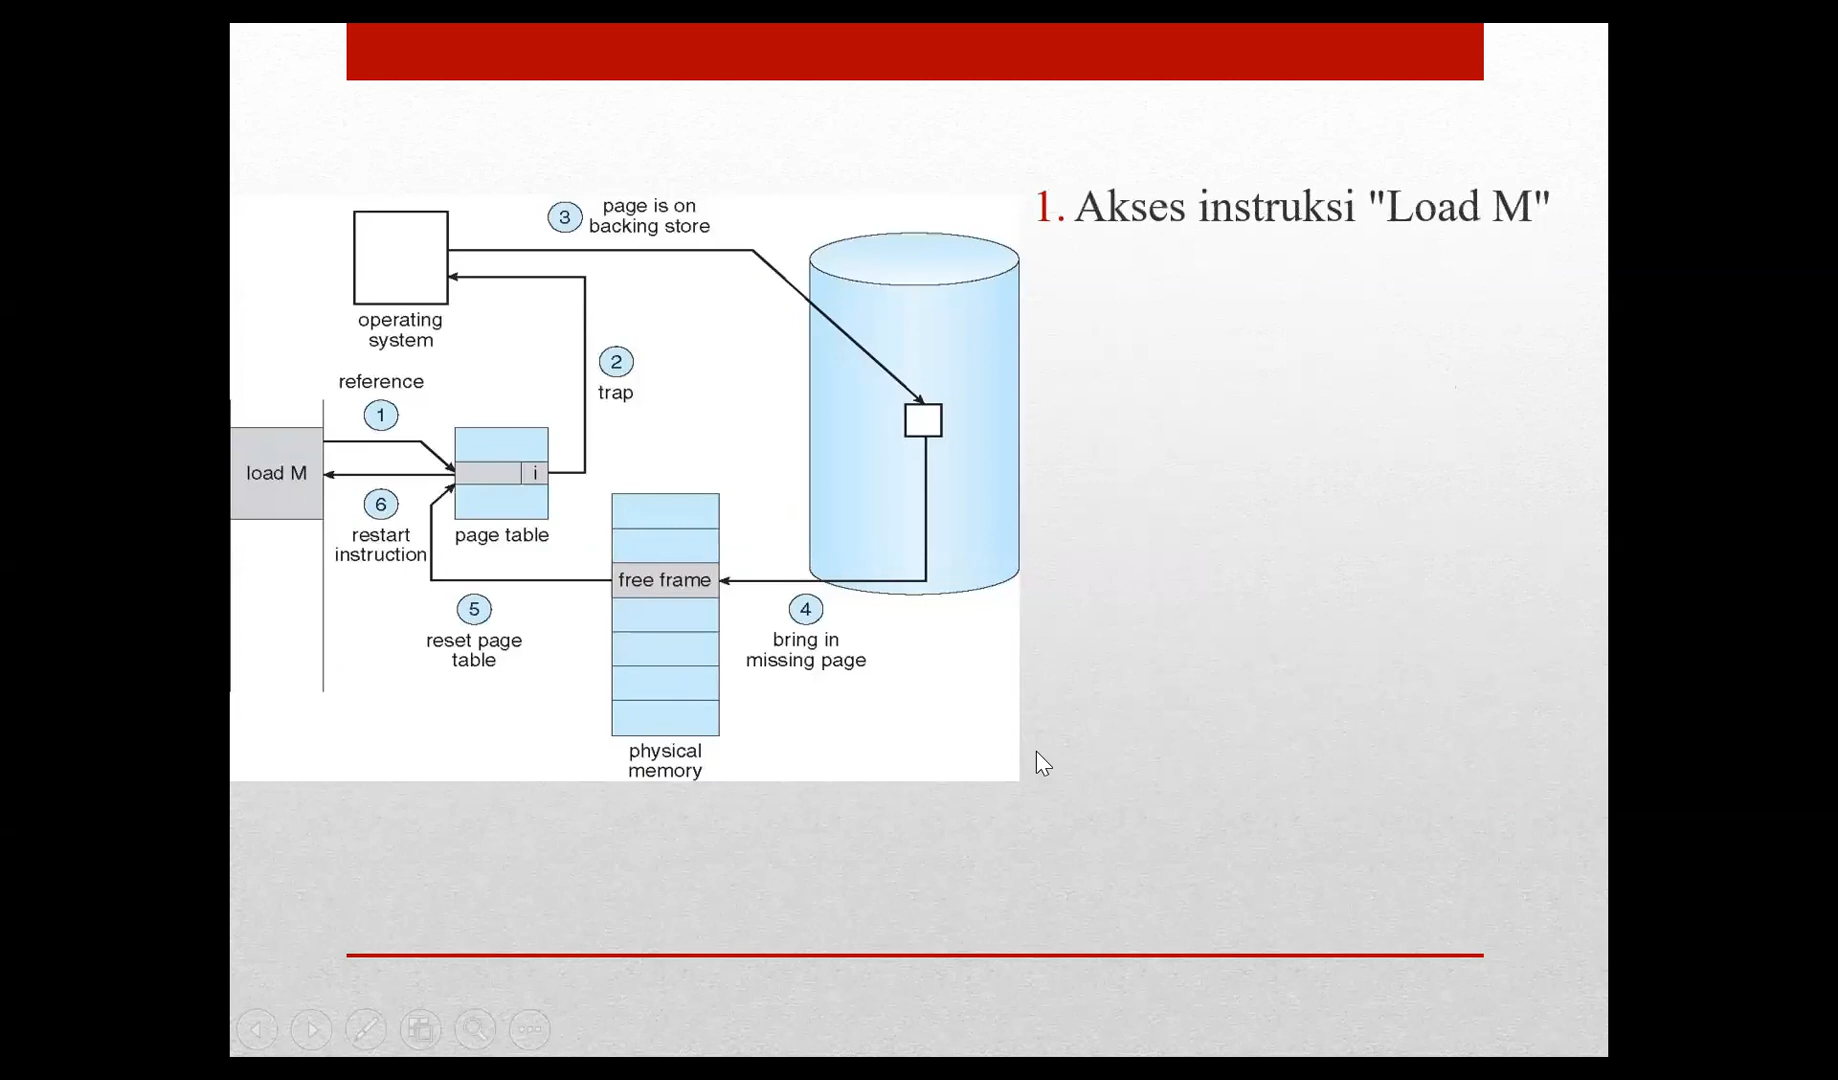 3
page is on
backing store
1. Akses instruksi "Load M"
operating
system
2
trap
reference
1
load M
i
6
restart
instruction
page table
free frame
5
reset page
table
4
bring in
missing page
physical
memory